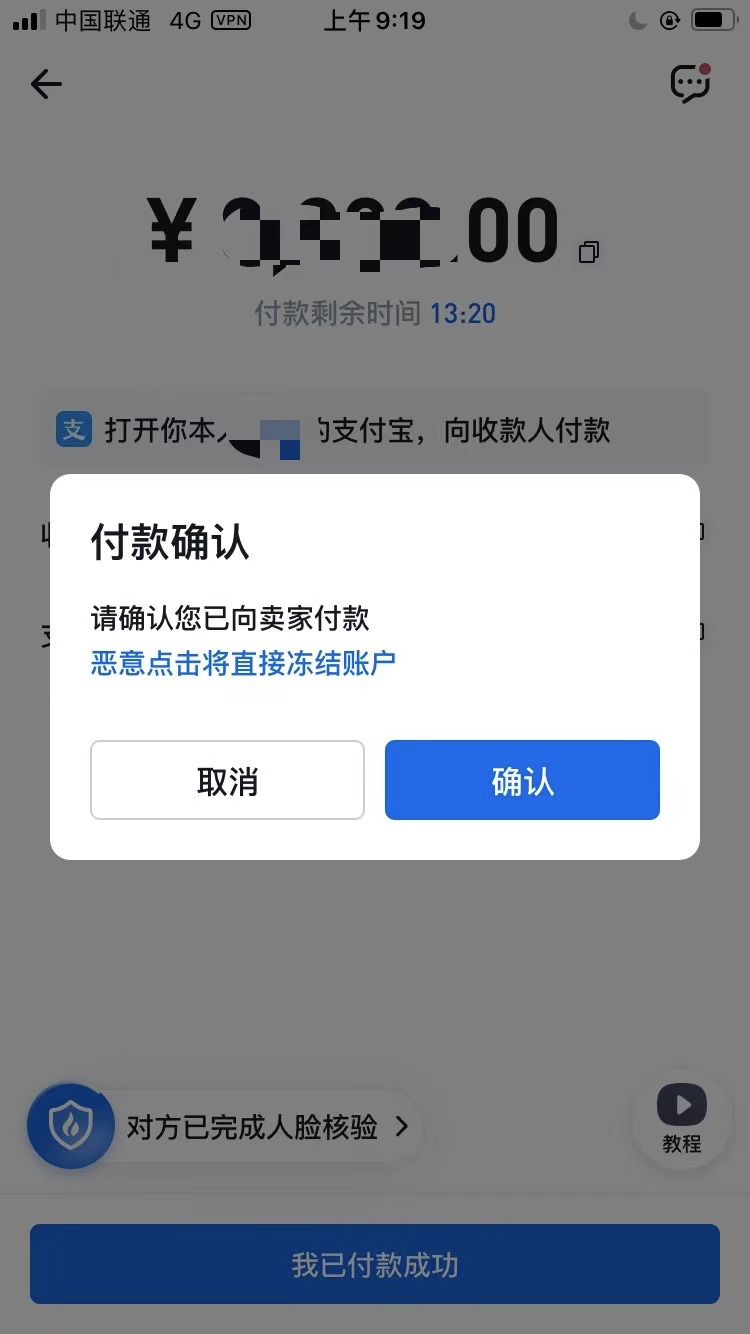 中国联通 4G VPN 上午9:19
¥ .00
付款剩余时间 13:20
支 打开你本 的支付宝，向收款人付款
付款确认
请确认您已向卖家付款
恶意点击将直接冻结账户
取消 确认
对方已完成人脸核验
教程
我已付款成功